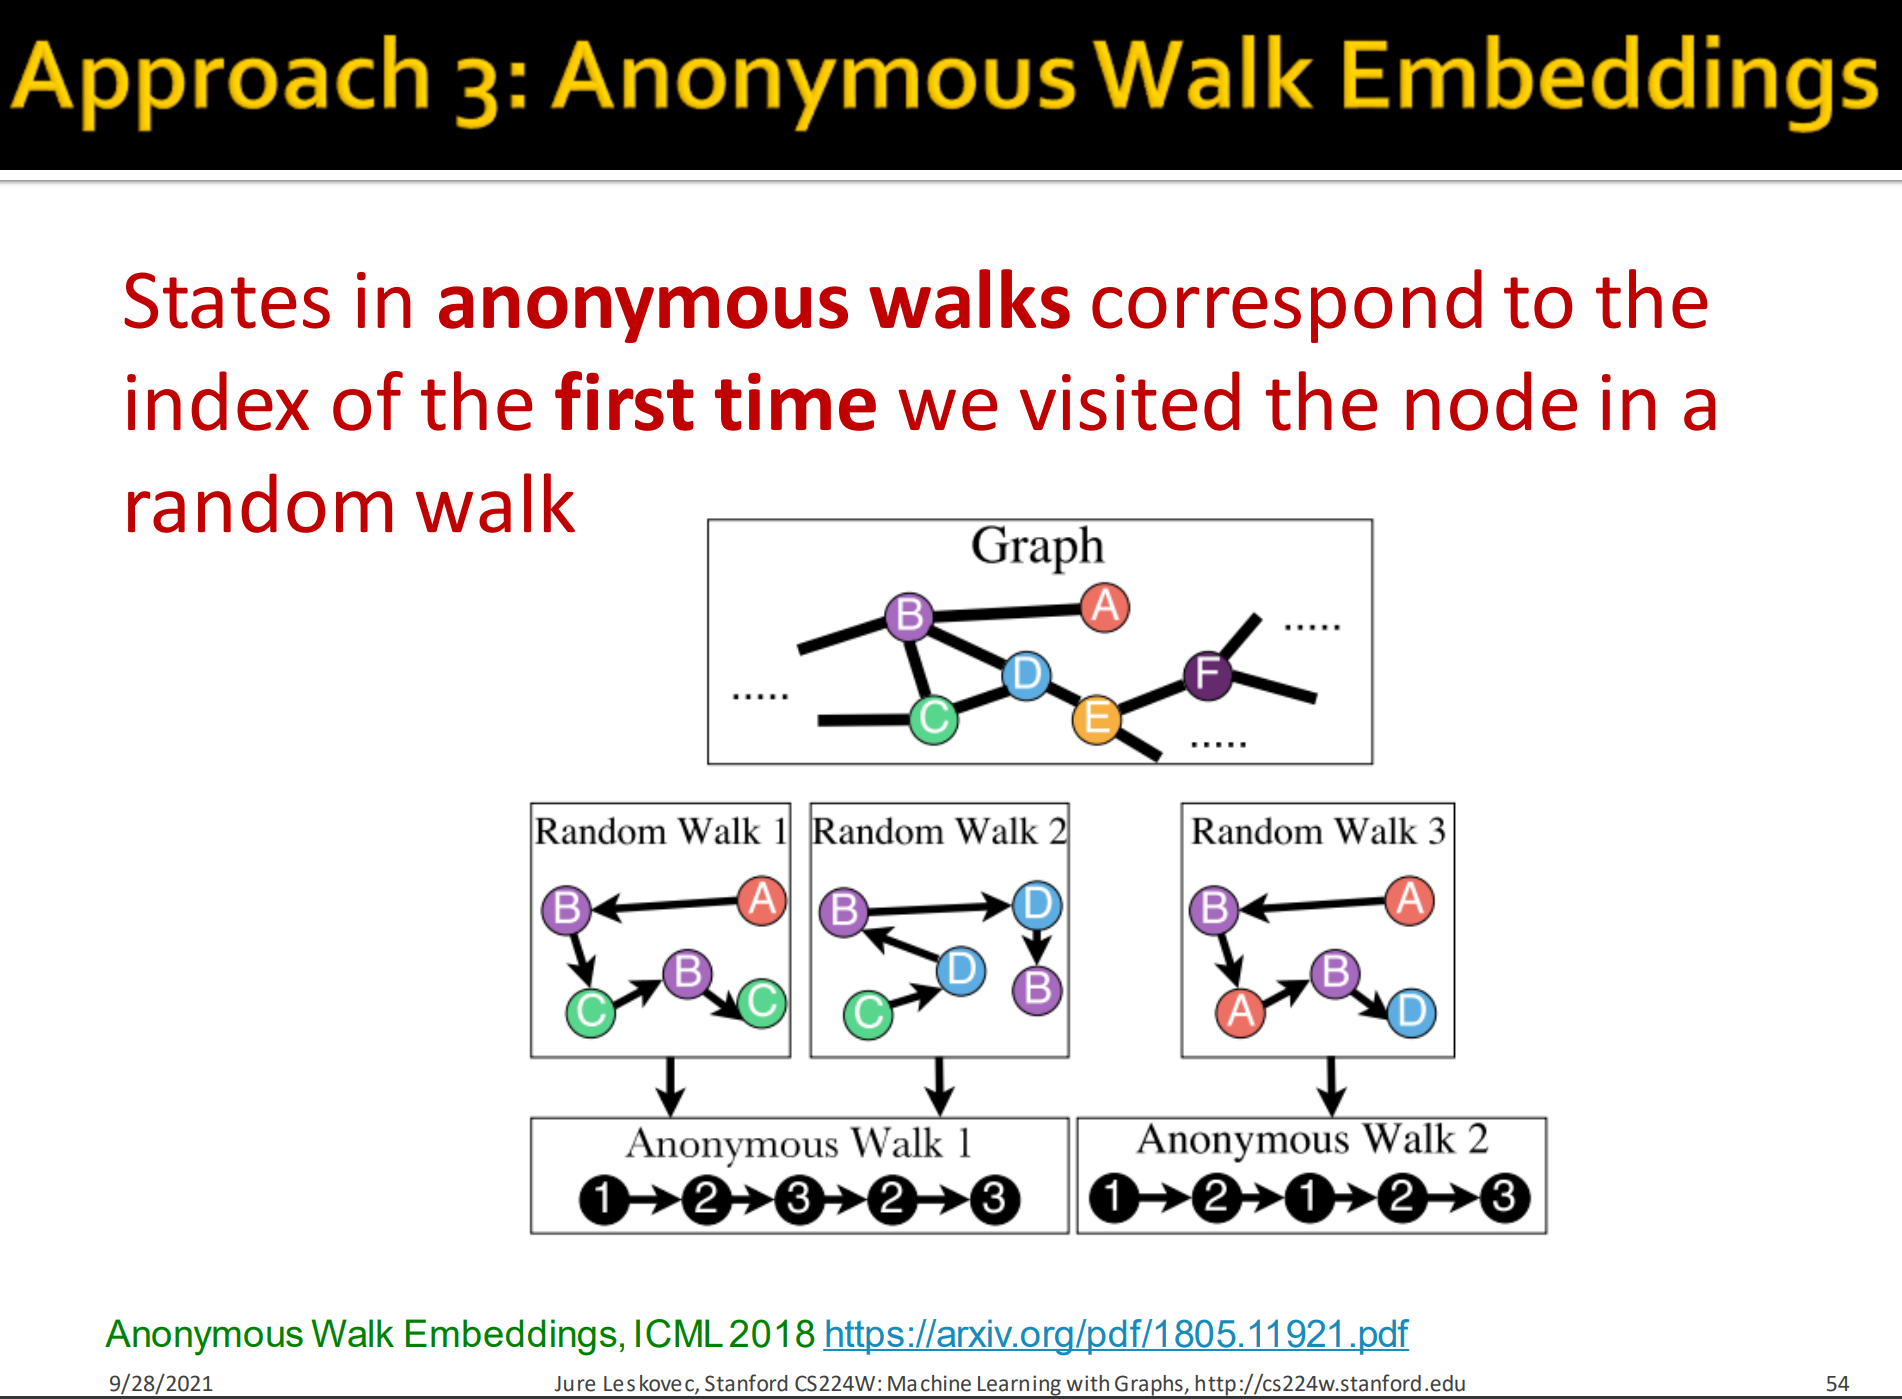 Approach 3: Anonymous Walk Embeddings
States in anonymous walks correspond to the
index of the first time we visited the node in a
random walk
Graph
B A
D F
C E
.....
.....
.....
Random Walk 1
B A
B
C C
Random Walk 2
B D
D B
C
Random Walk 3
B A
B
A D
Anonymous Walk 1
1 2 3 2 3
Anonymous Walk 2
1 2 1 2 3
Anonymous Walk Embeddings, ICML 2018 https://arxiv.org/pdf/1805.11921.pdf
9/28/2021 Jure Leskovec, Stanford CS224W: Machine Learning with Graphs, http://cs224w.stanford.edu 54